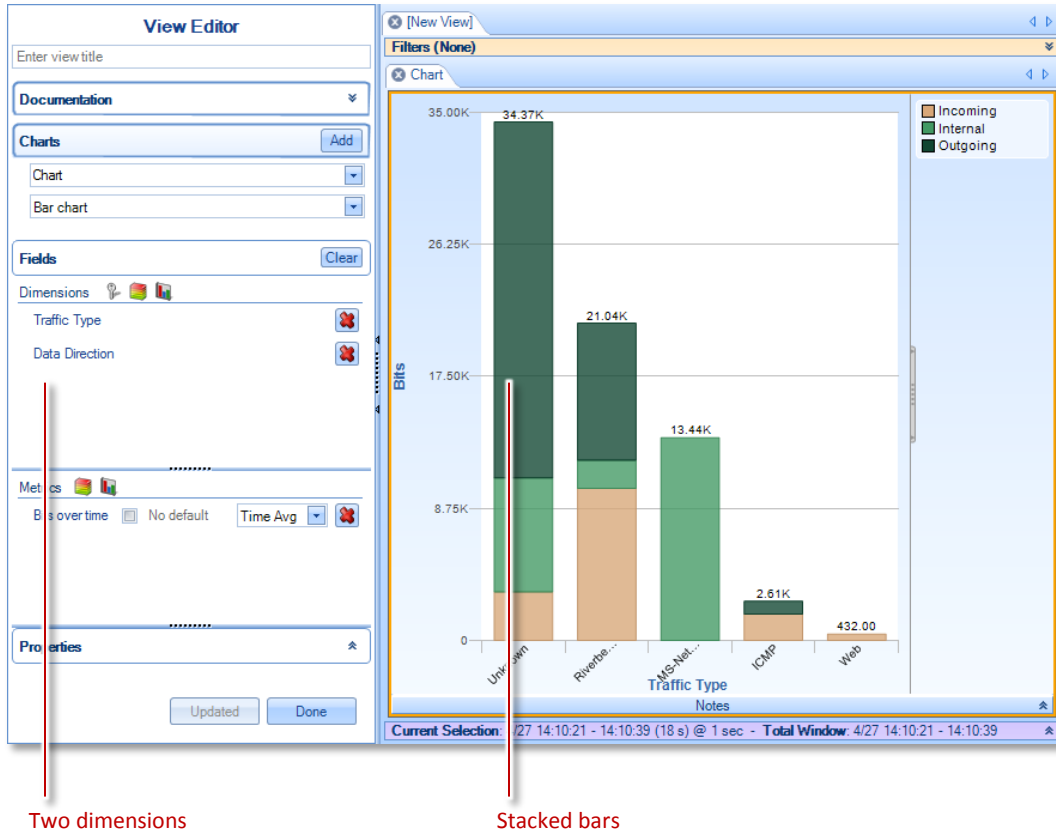 View Editor
Enter view title
Documentation
Charts Add
Chart
Bar chart
Fields Clear
Dimensions
Traffic Type
Data Direction
Metrics
Bits over time No default Time Avg
Properties
Updated Done
[New View]
Filters (None)
Chart
35.00K
26.25K
17.50K
8.75K
0
Bits
34.37K
21.04K
13.44K
2.61K
432.00
Unknown
Riverbe...
MS-Net...
ICMP
Web
Traffic Type
Incoming
Internal
Outgoing
Notes
Current Selection: 4/27 14:10:21 - 14:10:39 (18 s) @ 1 sec - Total Window: 4/27 14:10:21 - 14:10:39
Two dimensions
Stacked bars